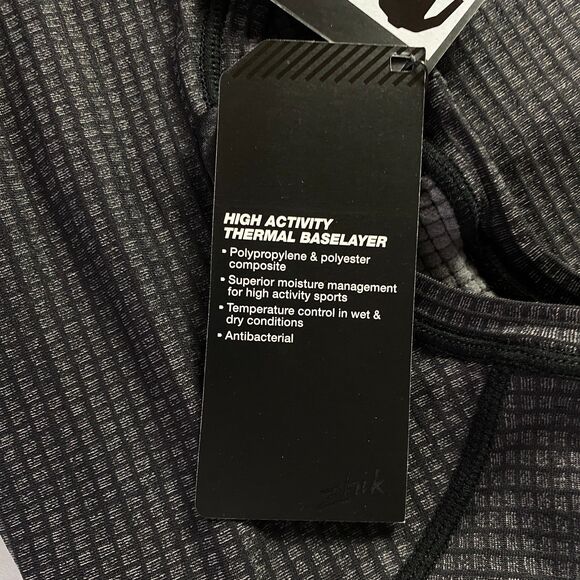 HIGH ACTIVITY
THERMAL BASELAYER
• Polypropylene & polyester
composite
• Superior moisture management
for high activity sports
• Temperature control in wet &
dry conditions
• Antibacterial
zhik